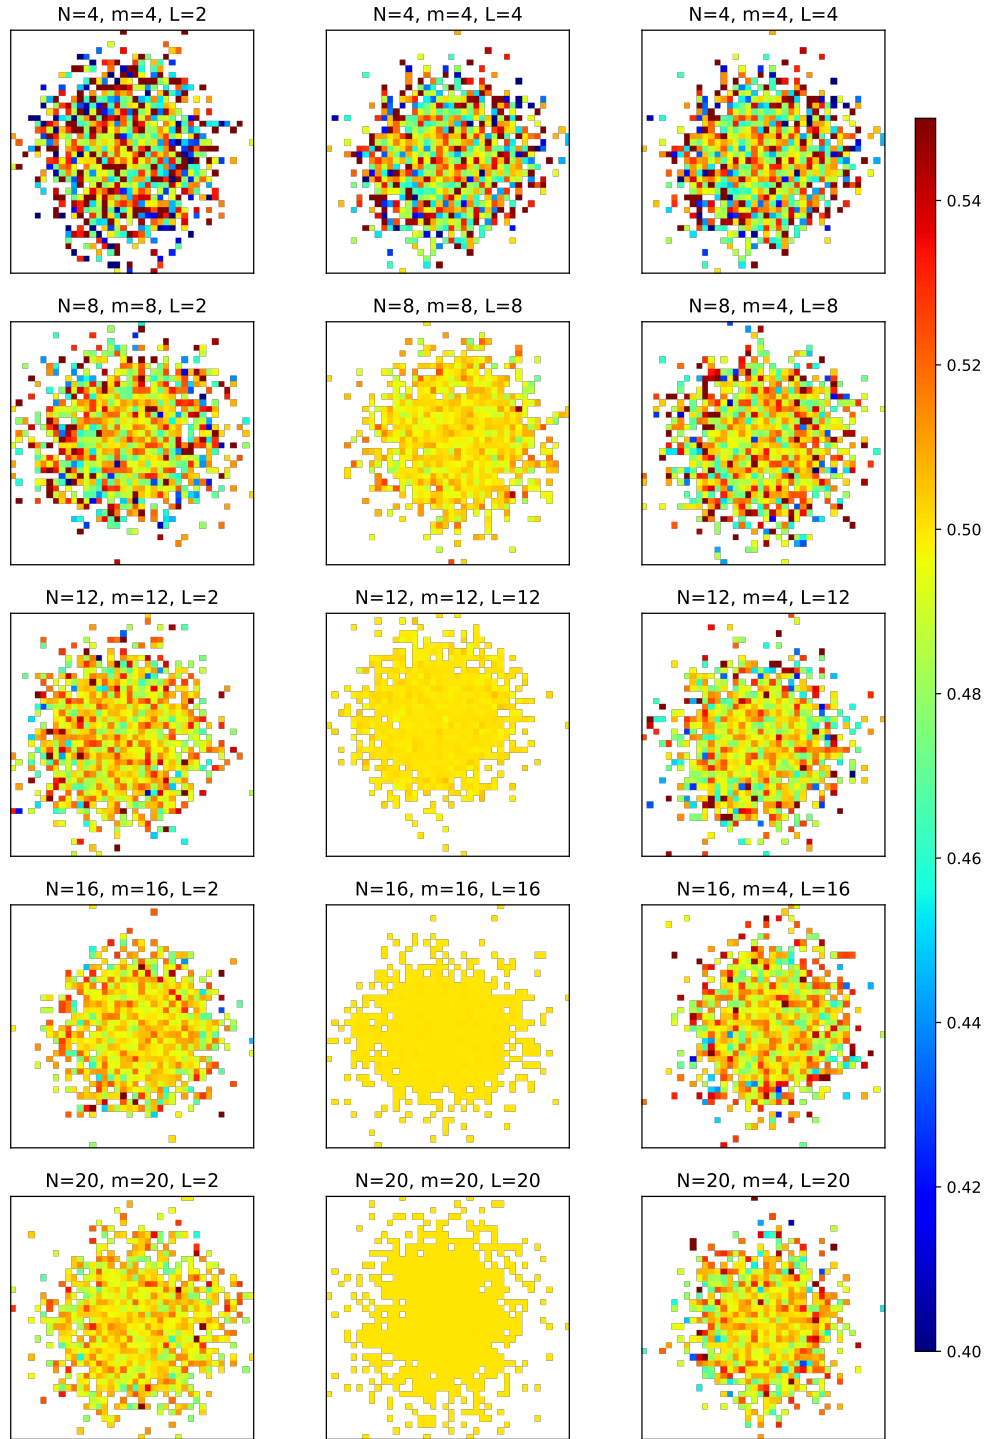 N=4, m=4, L=2
N=4, m=4, L=4
N=4, m=4, L=4
N=8, m=8, L=2
N=8, m=8, L=8
N=8, m=4, L=8
N=12, m=12, L=2
N=12, m=12, L=12
N=12, m=4, L=12
N=16, m=16, L=2
N=16, m=16, L=16
N=16, m=4, L=16
N=20, m=20, L=2
N=20, m=20, L=20
N=20, m=4, L=20
0.54
0.52
0.50
0.48
0.46
0.44
0.42
0.40